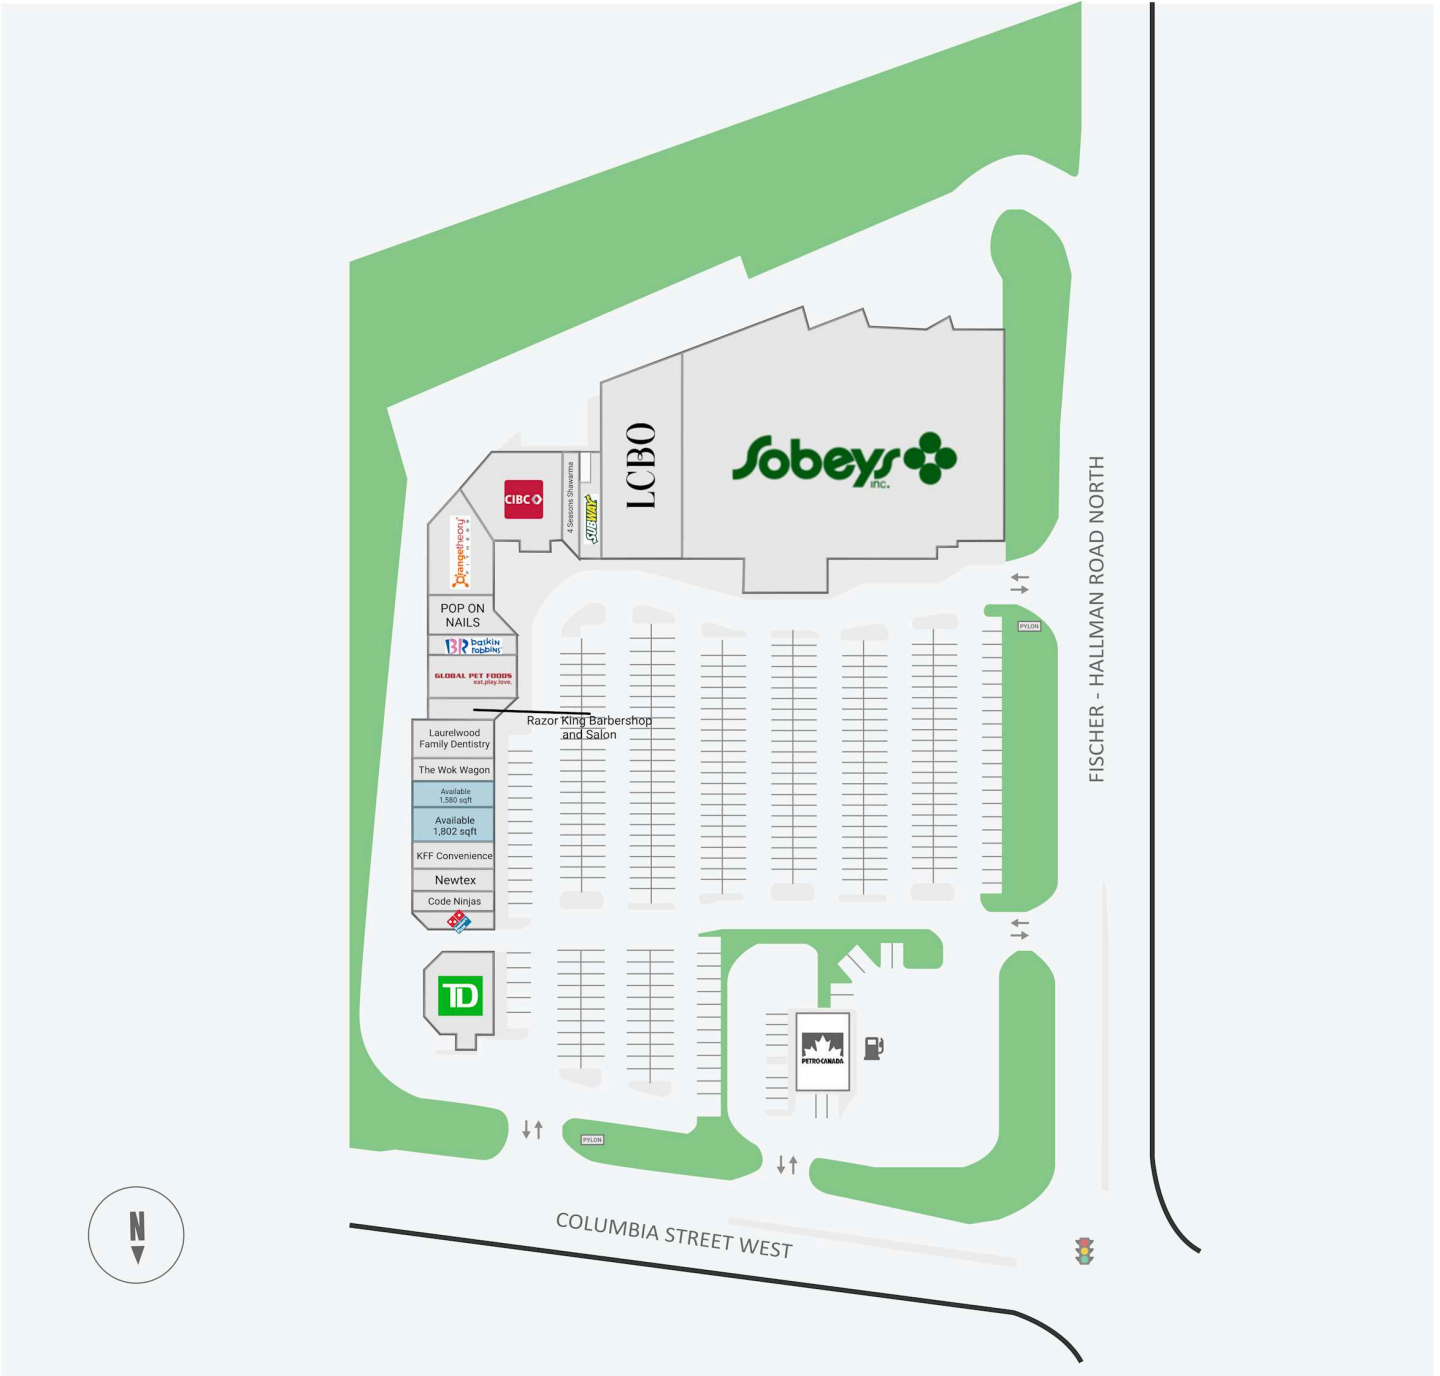 Sobeys
INC.
LCBO
CIBC
4 Seasons Shawarma
SUBWAY
orangetheory
FITNESS
POP ON
NAILS
BR baskin
robbins
GLOBAL PET FOODS
eat.play.love.
Razor King Barbershop
and Salon
Laurelwood
Family Dentistry
The Wok Wagon
Available
1,580 sqft
Available
1,802 sqft
KFF Convenience
Newtex
Code Ninjas
TD
PETRO-CANADA
PYLON
PYLON
FISCHER - HALLMAN ROAD NORTH
COLUMBIA STREET WEST
N